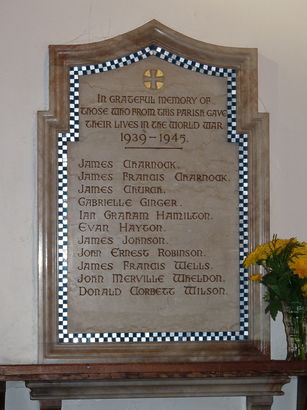 In grateful memory of
those who from this parish gave
their lives in the World War
1939-1945.
James Charnock.
James Francis Charnock.
James Church.
Gabrielle Ginger.
Ian Graham Hamilton.
Evan Hayton.
James Johnson.
John Ernest Robinson.
James Francis Wells.
John Merville Wheldon.
Donald Corbett Wilson.